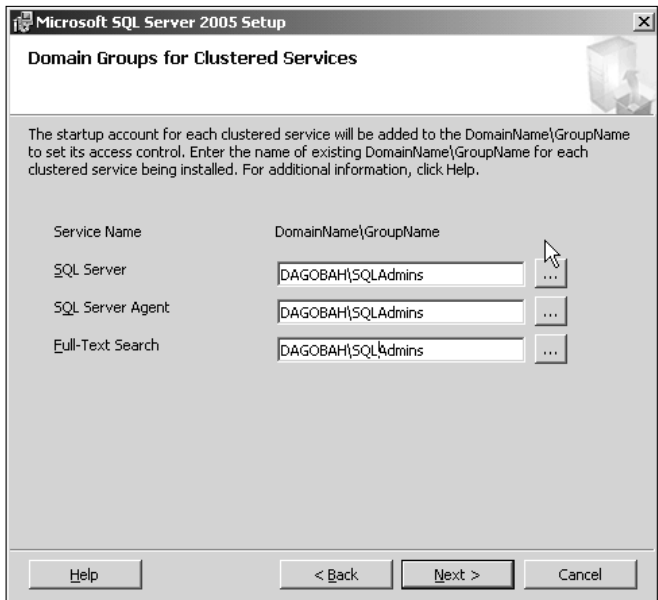 Microsoft SQL Server 2005 Setup
Domain Groups for Clustered Services
The startup account for each clustered service will be added to the DomainName\GroupName
to set its access control. Enter the name of existing DomainName\GroupName for each
clustered service being installed. For additional information, click Help.
Service Name DomainName\GroupName
SQL Server DAGOBAH\SQLAdmins ...
SQL Server Agent DAGOBAH\SQLAdmins ...
Full-Text Search DAGOBAH\SQLAdmins ...
Help < Back Next > Cancel